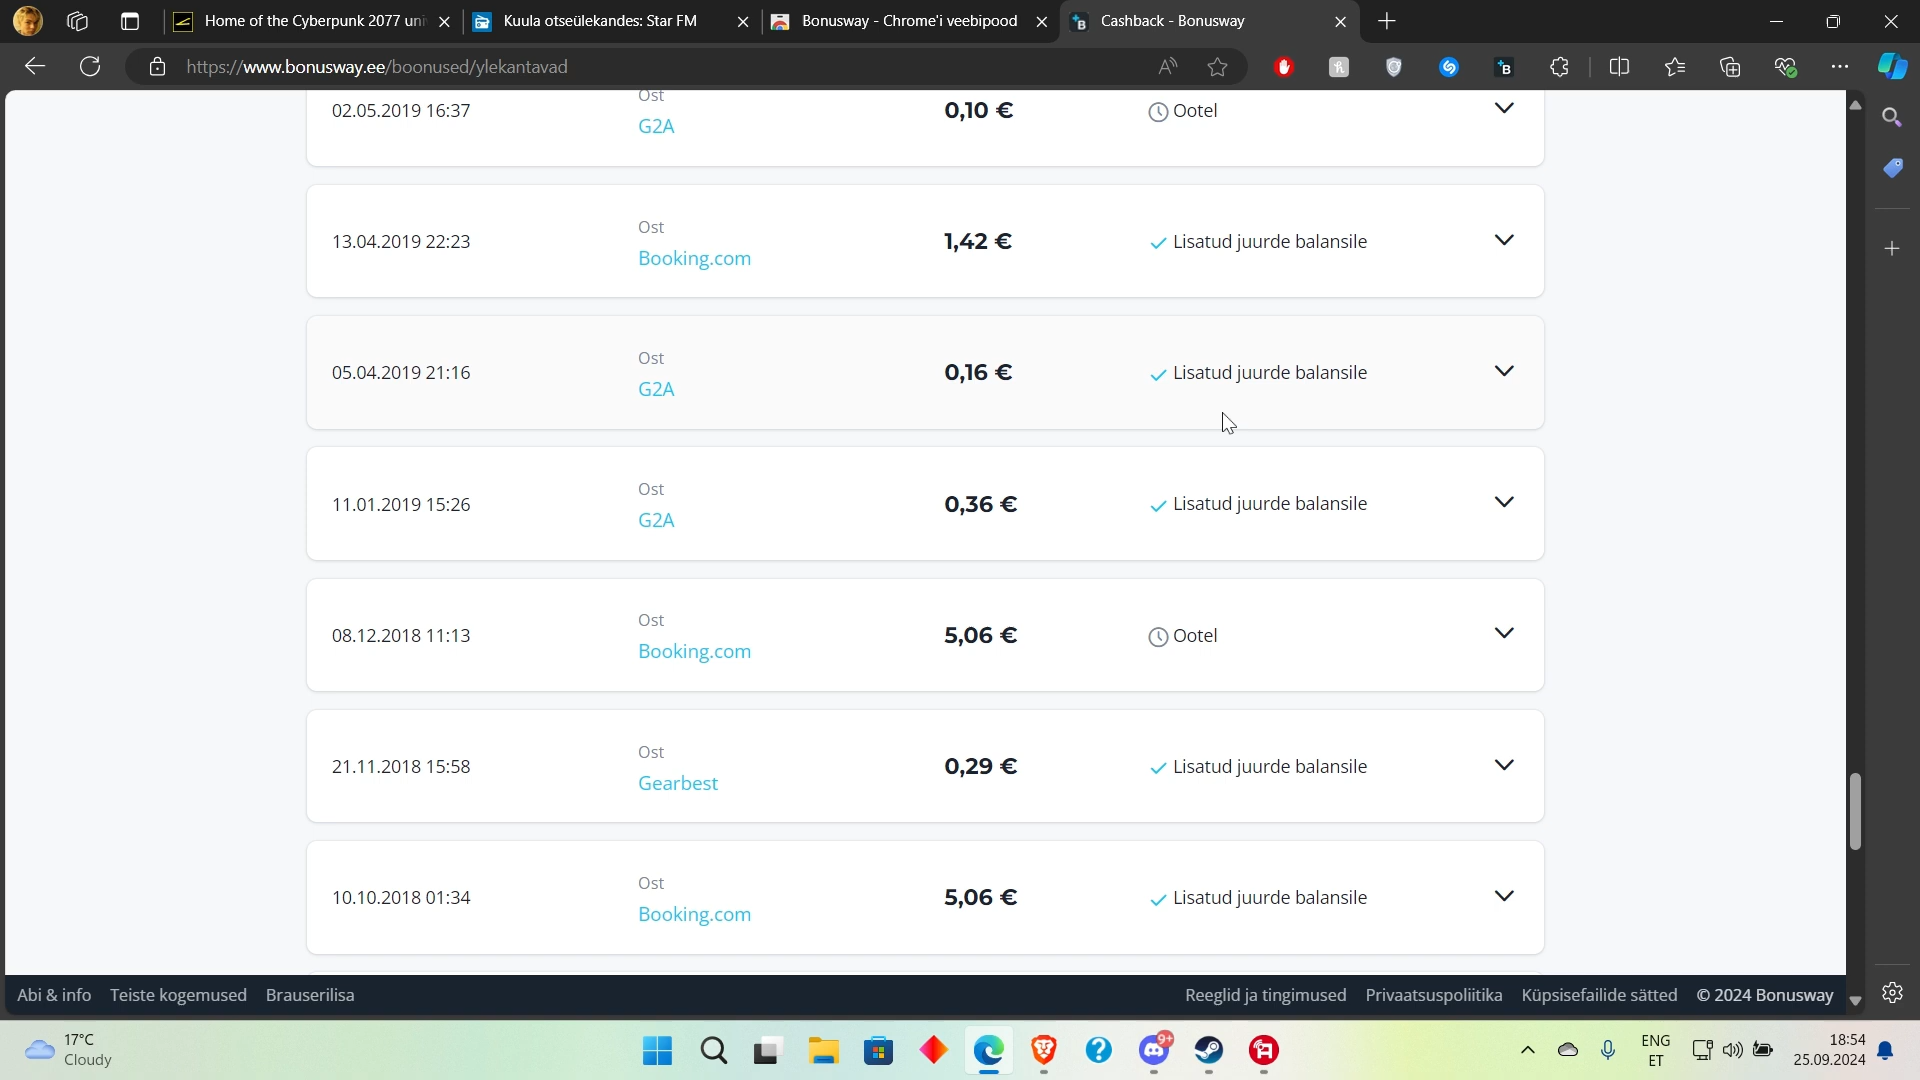 Home of the Cyberpunk 2077 uni
Kuula otseülekandes: Star FM
Bonusway - Chrome'i veebipood
Cashback - Bonusway
https://www.bonusway.ee/boonused/ylekantavad
02.05.2019 16:37
Ost
G2A
0,10 €
Ootel
13.04.2019 22:23
Ost
Booking.com
1,42 €
Lisatud juurde balansile
05.04.2019 21:16
Ost
G2A
0,16 €
Lisatud juurde balansile
11.01.2019 15:26
Ost
G2A
0,36 €
Lisatud juurde balansile
08.12.2018 11:13
Ost
Booking.com
5,06 €
Ootel
21.11.2018 15:58
Ost
Gearbest
0,29 €
Lisatud juurde balansile
10.10.2018 01:34
Ost
Booking.com
5,06 €
Lisatud juurde balansile
Abi & info Teiste kogemused Brauserilisa
Reeglid ja tingimused Privaatsuspoliitika Küpsisefailide sätted © 2024 Bonusway
17°C
Cloudy
9+
ENG
ET
18:54
25.09.2024